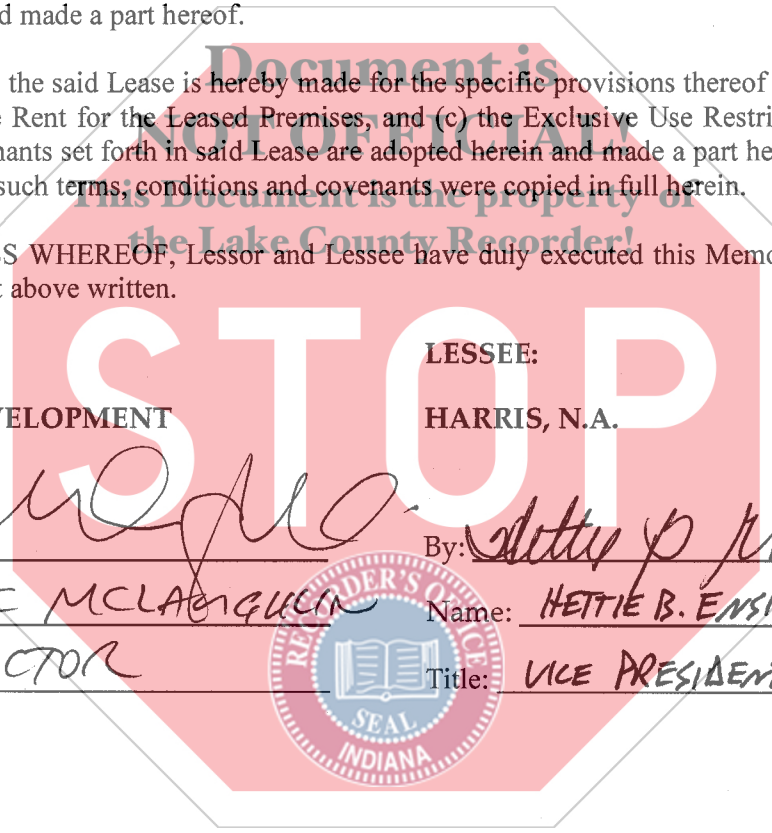 d made a part hereof.
Document is
the said Lease is hereby made for the specific provisions thereof
NOT OFFICIAL!
e Rent for the Leased Premises, and (c) the Exclusive Use Restri
nants set forth in said Lease are adopted herein and made a part he
This Document is the property of
such terms, conditions and covenants were copied in full herein.
the Lake County Recorder!
S WHEREOF, Lessor and Lessee have duly executed this Memo
t above written.
STOP
LESSEE:
VELOPMENT HARRIS, N.A.
By:
MCLAUGHLIN Name: HETTIE B. ENSI
CTOR Title: VICE PRESIDEN
RECORDER'S OFFICE
SEAL
INDIANA